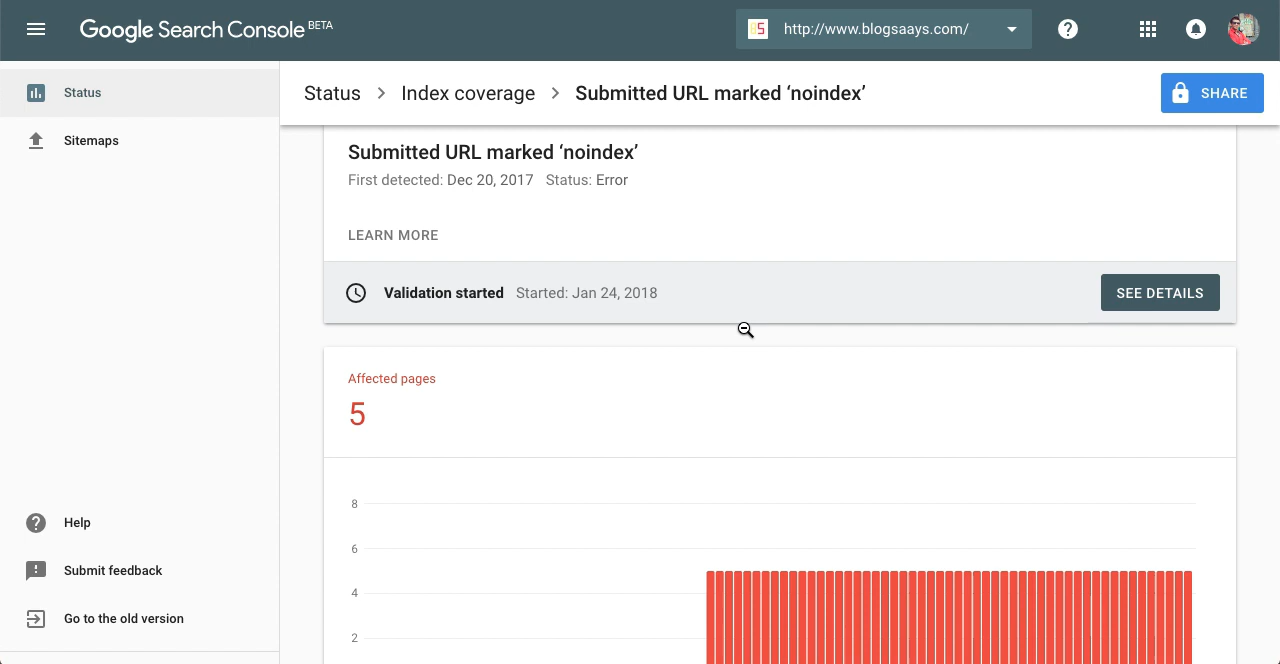 Google Search Console BETA
S5 http://www.blogsaays.com/
Status
Sitemaps
Help
Submit feedback
Go to the old version
Status > Index coverage > Submitted URL marked ‘noindex’
SHARE
Submitted URL marked ‘noindex’
First detected: Dec 20, 2017 Status: Error
LEARN MORE
Validation started Started: Jan 24, 2018
SEE DETAILS
Affected pages
5
8
6
4
2